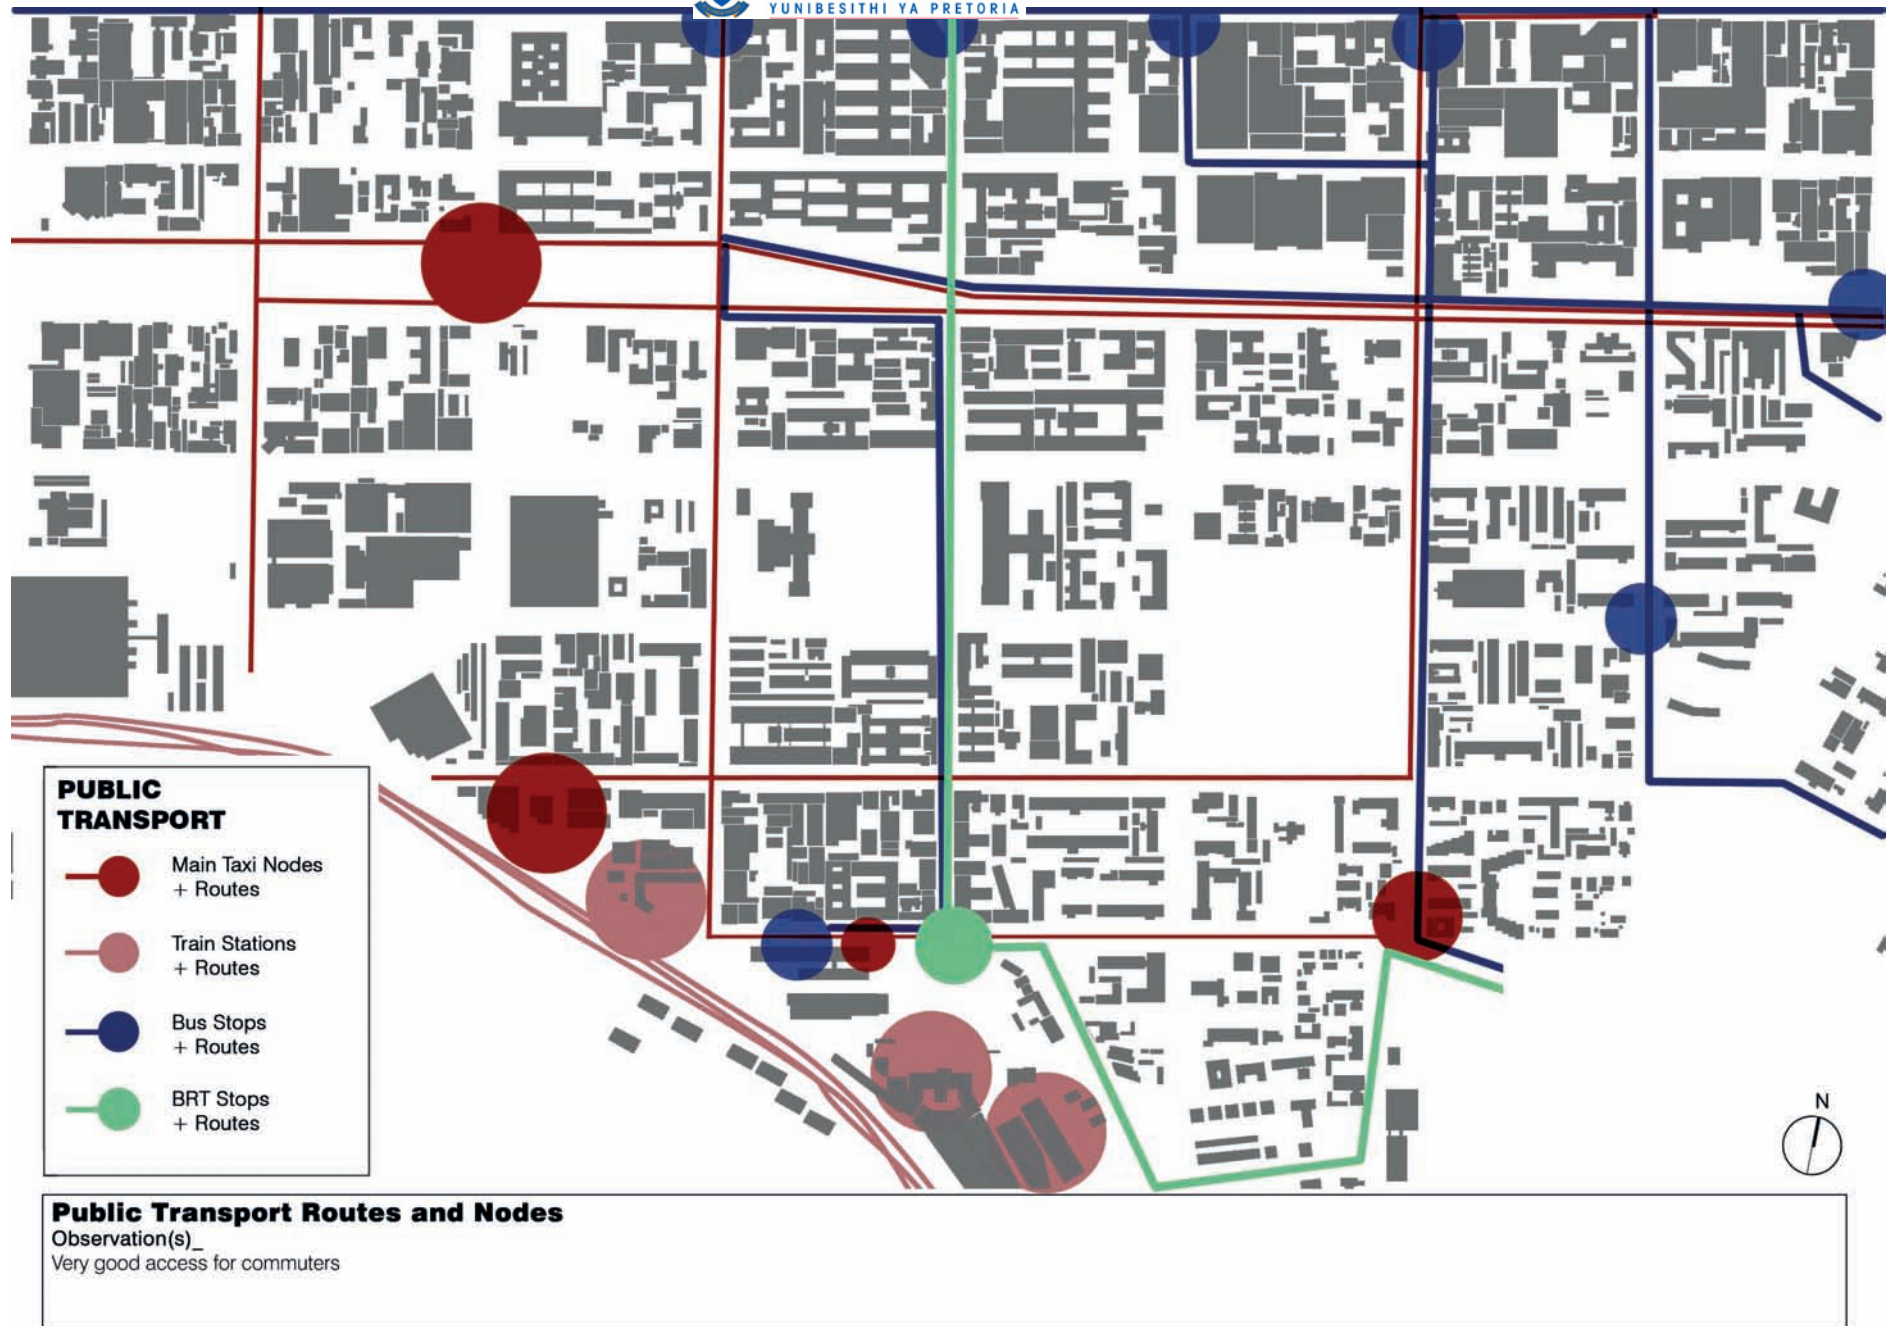 YUNIBESITHI YA PRETORIA
PUBLIC
TRANSPORT
Main Taxi Nodes
+ Routes
Train Stations
+ Routes
Bus Stops
+ Routes
BRT Stops
+ Routes
N
Public Transport Routes and Nodes
Observation(s)_
Very good access for commuters